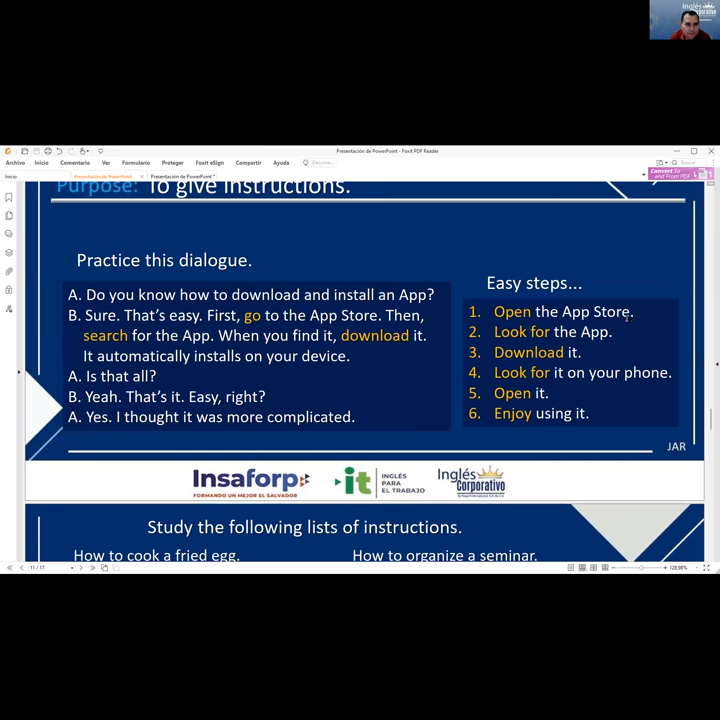 Inglés
Corporativo
Presentación de PowerPoint - Foxit PDF Reader
Archivo Inicio Comentario Ver Formulario Proteger Foxit eSign Compartir Ayuda Buscar
Inicio Presentación de PowerPoint Presentación de PowerPoint *
Convert To
and From PDF
Purpose: To give instructions.
Practice this dialogue.
A. Do you know how to download and install an App?
B. Sure. That's easy. First, go to the App Store. Then,
search for the App. When you find it, download it.
It automatically installs on your device.
A. Is that all?
B. Yeah. That's it. Easy, right?
A. Yes. I thought it was more complicated.
Easy steps...
1. Open the App Store.
2. Look for the App.
3. Download it.
4. Look for it on your phone.
5. Open it.
6. Enjoy using it.
JAR
Insaforp
FORMANDO UN MEJOR EL SALVADOR
it
INGLÉS
PARA
EL TRABAJO
Inglés
Corporativo
Study the following lists of instructions.
How to cook a fried egg. How to organize a seminar.
11 / 17
128,98%